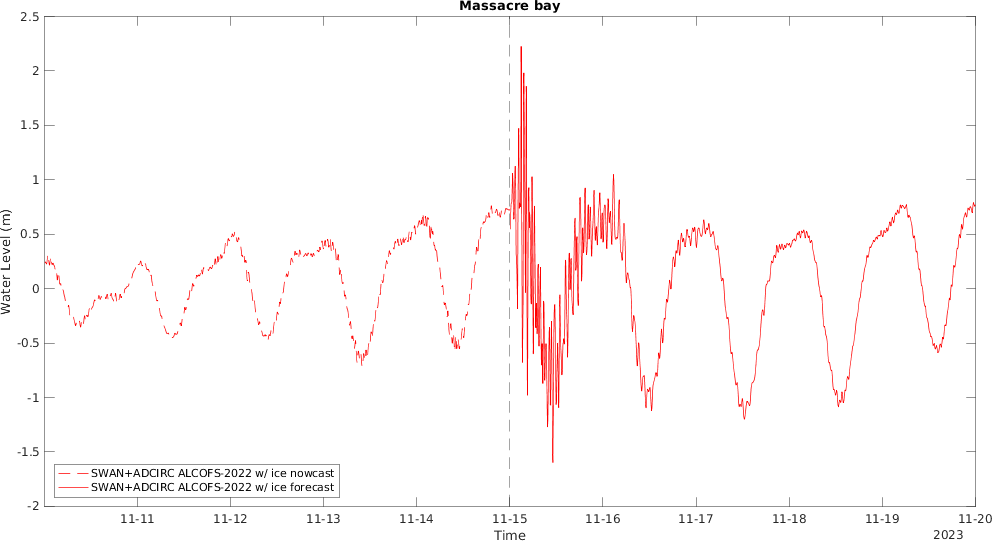 Massacre bay
Water Level (m)
2.5
2
1.5
1
0.5
0
-0.5
-1
-1.5
-2
SWAN+ADCIRC ALCOFS-2022 w/ ice nowcast
SWAN+ADCIRC ALCOFS-2022 w/ ice forecast
11-11 11-12 11-13 11-14 11-15 11-16 11-17 11-18 11-19 11-20
Time
2023